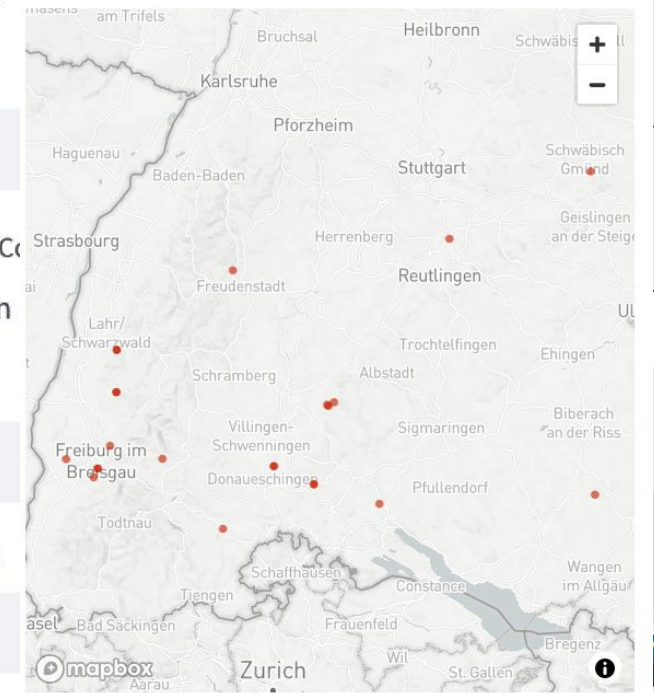 am Trifels
Heilbronn
Bruchsal
Schwäbis
Karlsruhe
Pforzheim
Haguenau
Schwäbisch
Gmünd
Stuttgart
Baden-Baden
Geislingen
an der Steige
Strasbourg
Herrenberg
Reutlingen
Freudenstadt
Lahr/
Schwarzwald
Trochtelfingen
Ehingen
Schramberg
Albstadt
Biberach
an der Riss
Villingen-
Schwenningen
Sigmaringen
Freiburg im
Breisgau
Donaueschingen
Pfullendorf
Todtnau
Schaffhausen
Constance
Wangen
im Allgäu
Tiengen
Bad Säckingen
Frauenfeld
Bregenz
Wil
St. Gallen
Zurich
Aarau
mapbox